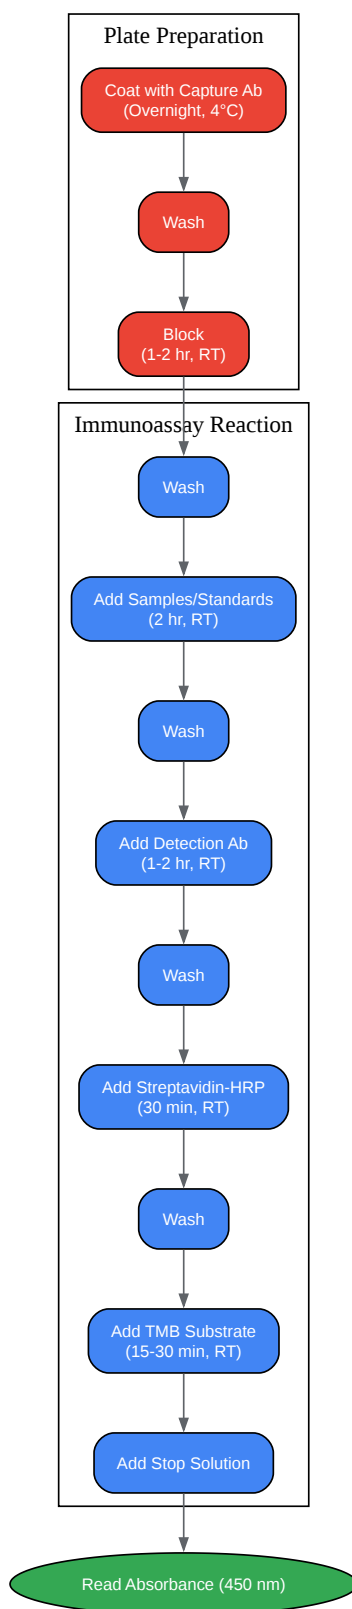 Plate Preparation
Coat with Capture Ab
(Overnight, 4°C)
Wash
Block
(1-2 hr, RT)
Immunoassay Reaction
Wash
Add Samples/Standards
(2 hr, RT)
Wash
Add Detection Ab
(1-2 hr, RT)
Wash
Add Streptavidin-HRP
(30 min, RT)
Wash
Add TMB Substrate
(15-30 min, RT)
Add Stop Solution
Read Absorbance (450 nm)